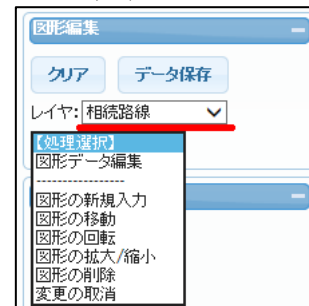 図形編集
クリア データ保存
レイヤ: 相続路線
【処理選択】
図形データ編集
-----------------
図形の新規入力
図形の移動
図形の回転
図形の拡大/縮小
図形の削除
変更の取消